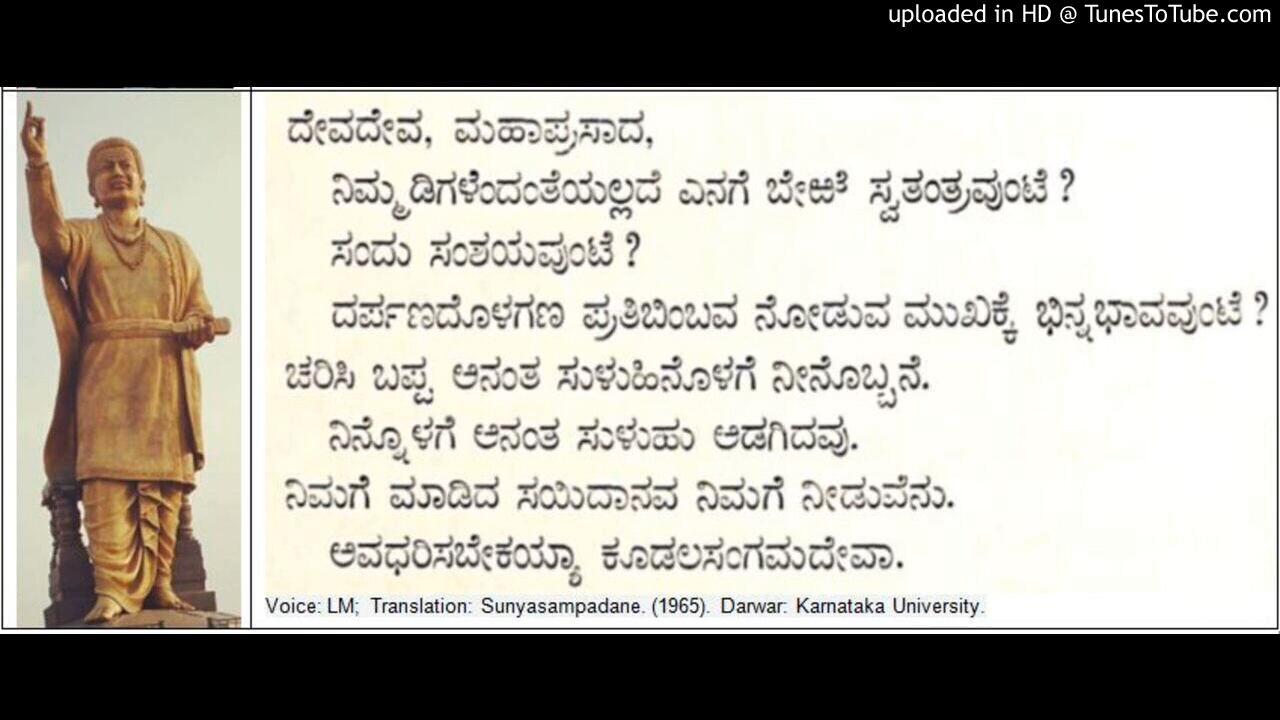 uploaded in HD @ TunesToTube.com
ದೇವದೇವ, ಮಹಾಪ್ರಸಾದ,
ನಿಮ್ಮಡಿಗಳೆಂದಂತೆಯಲ್ಲದೆ ಎನಗೆ ಬೇಱೆ ಸ್ವತಂತ್ರವುಂಟೆ ?
ಸಂದು ಸಂಶಯವುಂಟೆ ?
ದರ್ಪಣದೊಳಗಣ ಪ್ರತಿಬಿಂಬವ ನೋಡುವ ಮುಖಕ್ಕೆ ಭಿನ್ನಭಾವವುಂಟೆ ?
ಚರಿಸಿ ಬಪ್ಪ ಅನಂತ ಸುಳುಹಿನೊಳಗೆ ನೀನೊಬ್ಬನೆ.
ನಿನ್ನೊಳಗೆ ಅನಂತ ಸುಳುಹು ಅಡಗಿದವು.
ನಿಮಗೆ ಮಾಡಿದ ಸಯಿದಾನವ ನಿಮಗೆ ನೀಡುವೆನು.
ಅವಧರಿಸಬೇಕಯ್ಯಾ ಕೂಡಲಸಂಗಮದೇವಾ.
Voice: LM; Translation: Sunyasampadane. (1965). Darwar: Karnataka University.